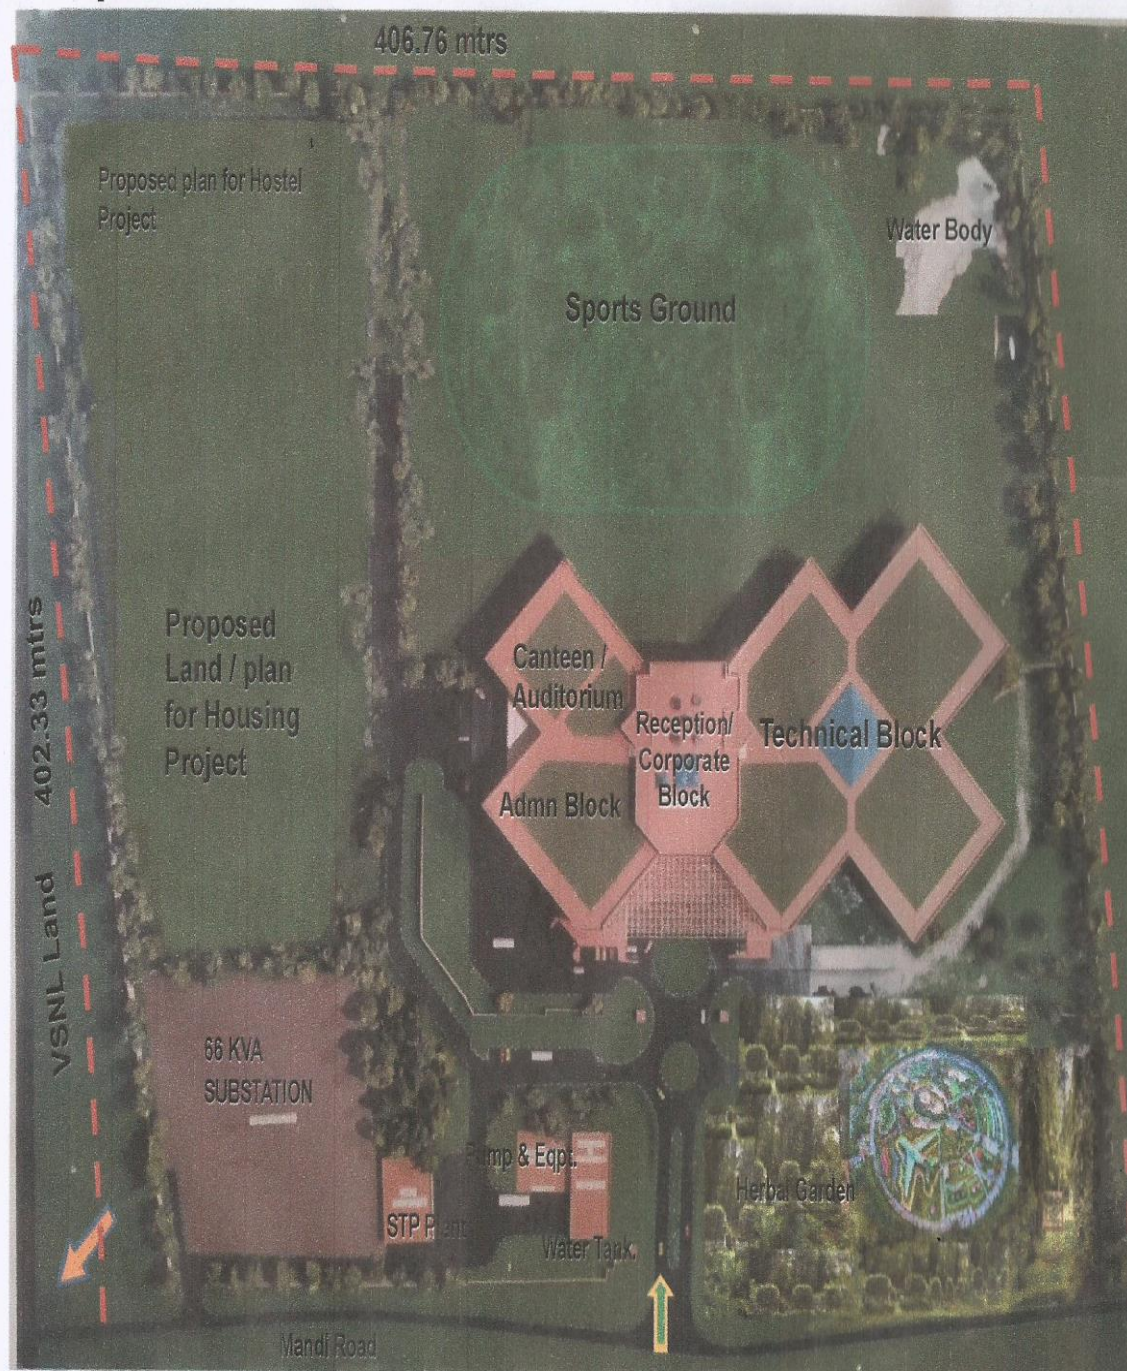 406.76 mtrs
Proposed plan for Hostel
Project
Water Body
Sports Ground
Proposed
Land / plan
for Housing
Project
Canteen /
Auditorium
Reception/
Corporate
Block
Technical Block
Admn Block
VSNL Land 402.33 mtrs
66 KVA
SUBSTATION
Pump & Eqpt.
STP Plant
Herbal Garden
Water Tank.
Mandi Road